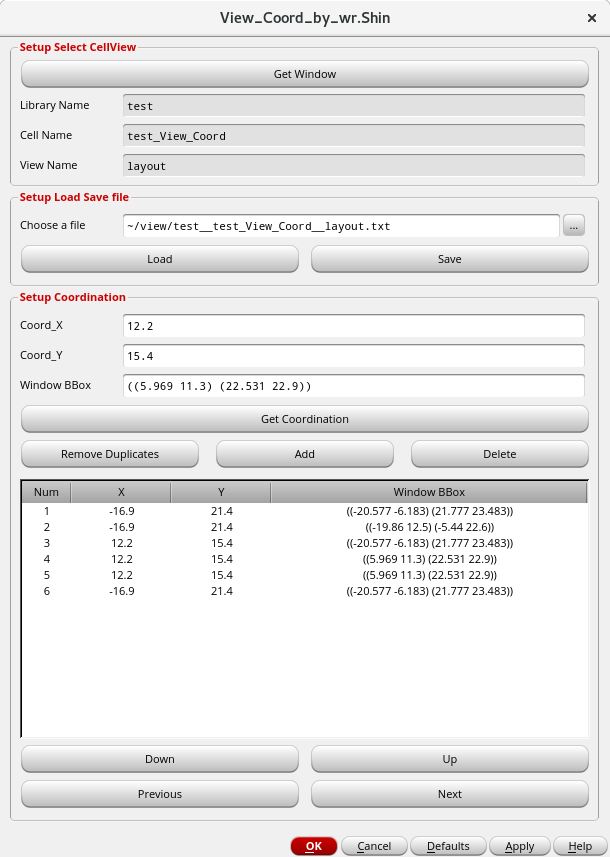 View_Coord_by_wr.Shin ×
Setup Select CellView
Get Window
Library Name test
Cell Name test_View_Coord
View Name layout
Setup Load Save file
Choose a file ~/view/test__test_View_Coord__layout.txt ...
Load Save
Setup Coordination
Coord_X 12.2
Coord_Y 15.4
Window BBox ((5.969 11.3) (22.531 22.9))
Get Coordination
Remove Duplicates Add Delete
Num X Y Window BBox
1 -16.9 21.4 ((-20.577 -6.183) (21.777 23.483))
2 -16.9 21.4 ((-19.86 12.5) (-5.44 22.6))
3 12.2 15.4 ((-20.577 -6.183) (21.777 23.483))
4 12.2 15.4 ((5.969 11.3) (22.531 22.9))
5 12.2 15.4 ((5.969 11.3) (22.531 22.9))
6 -16.9 21.4 ((-20.577 -6.183) (21.777 23.483))
Down Up
Previous Next
OK Cancel Defaults Apply Help